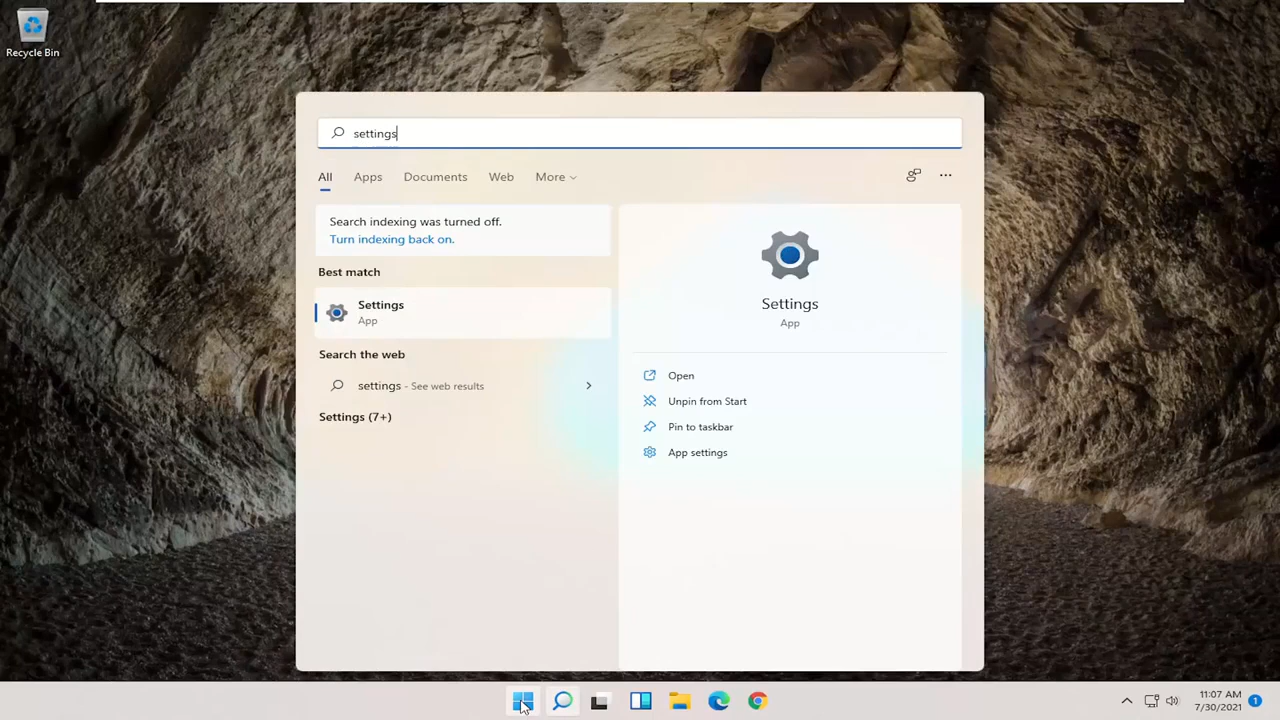 Recycle Bin
settings
All Apps Documents Web More
Search indexing was turned off.
Turn indexing back on.
Best match
Settings
App
Search the web
settings - See web results
Settings (7+)
Settings
App
Open
Unpin from Start
Pin to taskbar
App settings
11:07 AM
7/30/2021
1